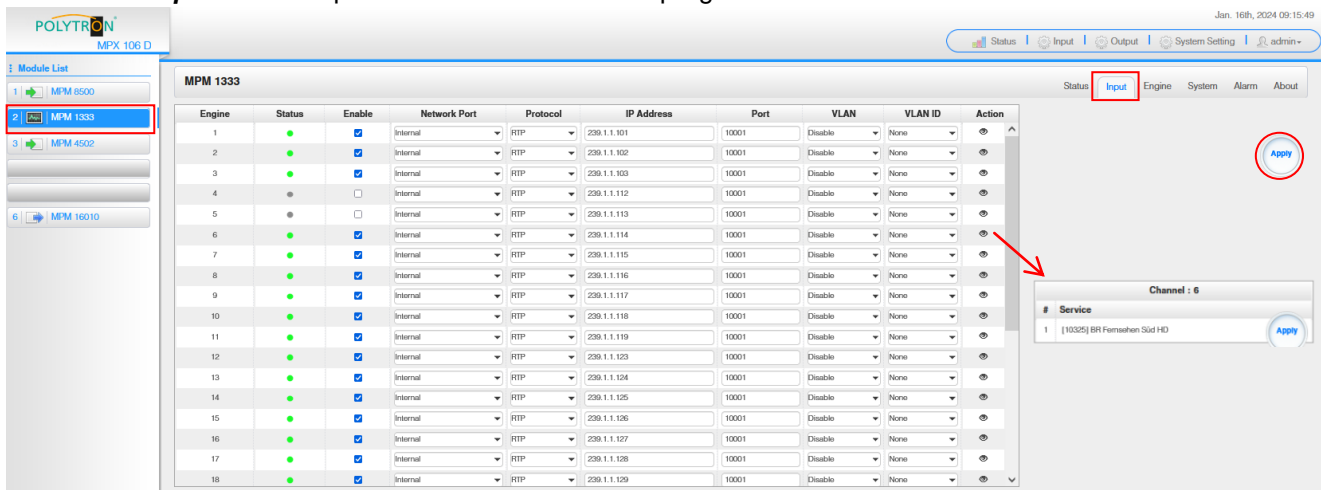 POLYTRON
MPX 106 D
Jan. 16th, 2024 09:15:49
Status | Input | Output | System Setting | admin
Module List
1 | MPM 8500
2 | MPM 1333
3 | MPM 4502
6 | MPM 16010
MPM 1333
Status Input Engine System Alarm About
Engine Status Enable Network Port Protocol IP Address Port VLAN VLAN ID Action
1 Internal RTP 239.1.1.101 10001 Disable None
2 Internal RTP 239.1.1.102 10001 Disable None
3 Internal RTP 239.1.1.103 10001 Disable None
4 Internal RTP 239.1.1.112 10001 Disable None
5 Internal RTP 239.1.1.113 10001 Disable None
6 Internal RTP 239.1.1.114 10001 Disable None
7 Internal RTP 239.1.1.115 10001 Disable None
8 Internal RTP 239.1.1.116 10001 Disable None
9 Internal RTP 239.1.1.117 10001 Disable None
10 Internal RTP 239.1.1.118 10001 Disable None
11 Internal RTP 239.1.1.119 10001 Disable None
12 Internal RTP 239.1.1.123 10001 Disable None
13 Internal RTP 239.1.1.124 10001 Disable None
14 Internal RTP 239.1.1.125 10001 Disable None
15 Internal RTP 239.1.1.126 10001 Disable None
16 Internal RTP 239.1.1.127 10001 Disable None
17 Internal RTP 239.1.1.128 10001 Disable None
18 Internal RTP 239.1.1.129 10001 Disable None
Apply
Channel : 6
# Service
1 [10325] BR Fernsehen Süd HD
Apply